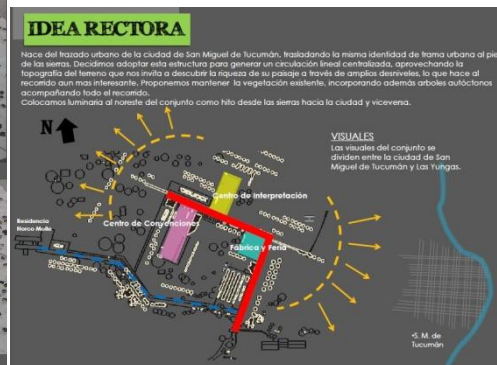 IDEA RECTORA
Nace del trazado urbano de la ciudad de San Miguel de Tucumán, trasladando la misma identidad de trama urbana al pie
de las sierras. Decidimos adoptar esta estructura para generar un circulación lineal centralizada, aprovechando la
topografía del terreno que nos invita a descubrir la riqueza de su paisaje a través de amplios desniveles, lo que hace al
recorrido aun mas interesante. Proponemos mantener la vegetación existente, incorporando además arboles autóctonos
acompañando todo el recorrido.
Colocamos luminaria al noreste del conjunto como hito desde las sierras hacia la ciudad y viceversa.
N
VISUALES
Las visuales del conjunto se
dividen entre la ciudad de San
Miguel de Tucumán y Las Yungas.
Centro de Interpretación
Residencia
Horco Molle
Centro de Convenciones
Fábrica y Feria
•S. M. de
Tucumán